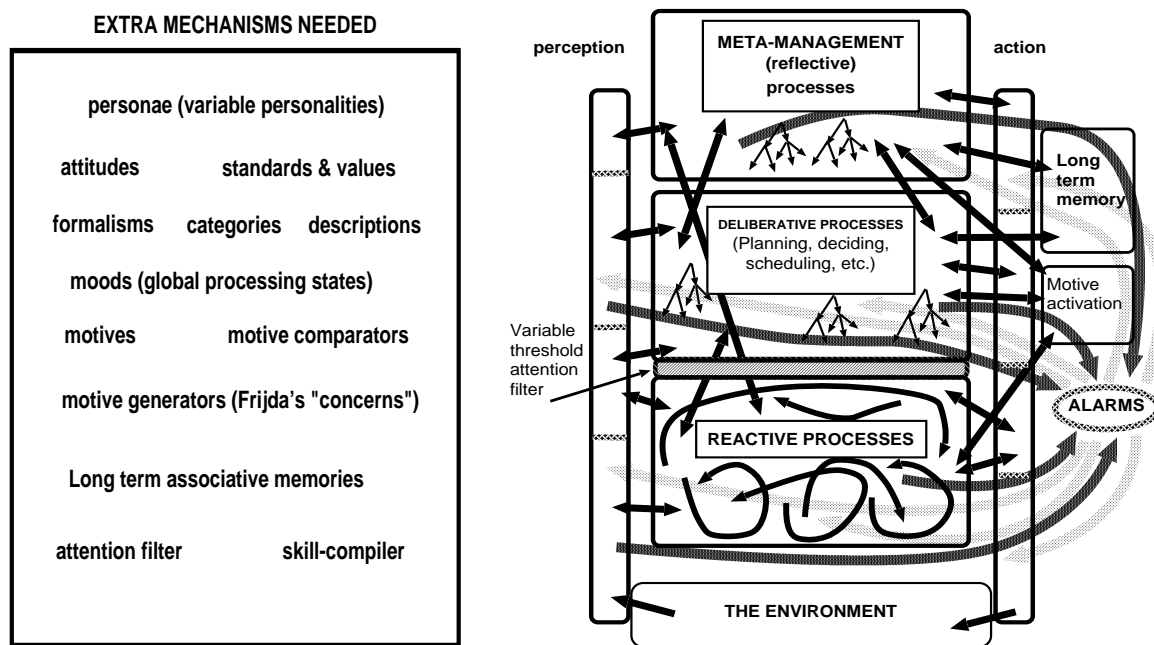 EXTRA MECHANISMS NEEDED
personae (variable personalities)
attitudes standards & values
formalisms categories descriptions
moods (global processing states)
motives motive comparators
motive generators (Frijda's "concerns")
Long term associative memories
attention filter skill-compiler
perception
META-MANAGEMENT
(reflective)
processes
action
Long
term
memory
DELIBERATIVE PROCESSES
(Planning, deciding,
scheduling, etc.)
Motive
activation
Variable
threshold
attention
filter
ALARMS
REACTIVE PROCESSES
THE ENVIRONMENT